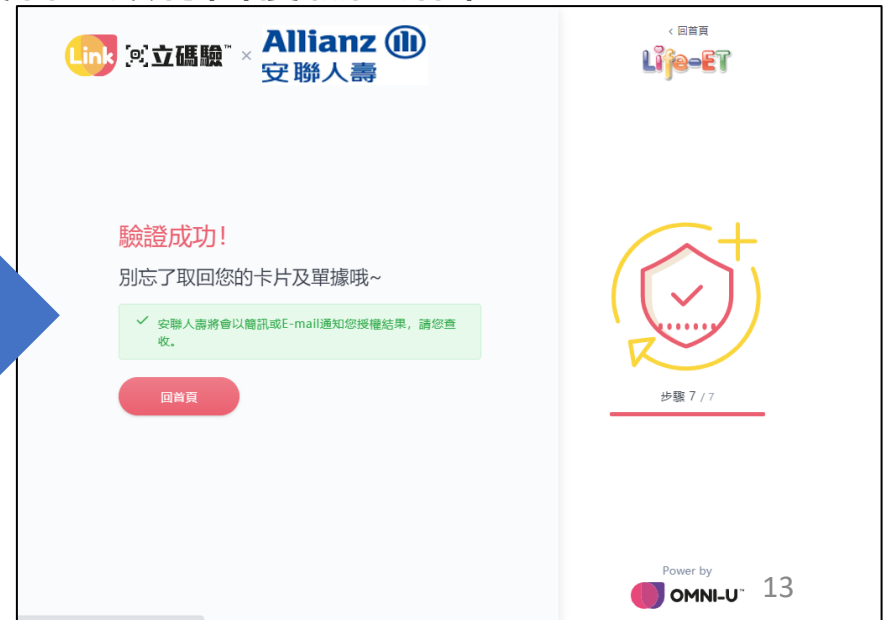 Link 立碼驗™ × Allianz
安聯人壽
驗證成功!
別忘了取回您的卡片及單據哦~
安聯人壽將會以簡訊或E-mail通知您授權結果, 請您查
收。
回首頁
< 回首頁
Life-ET
步驟 7 / 7
Power by
OMNI-U™
13